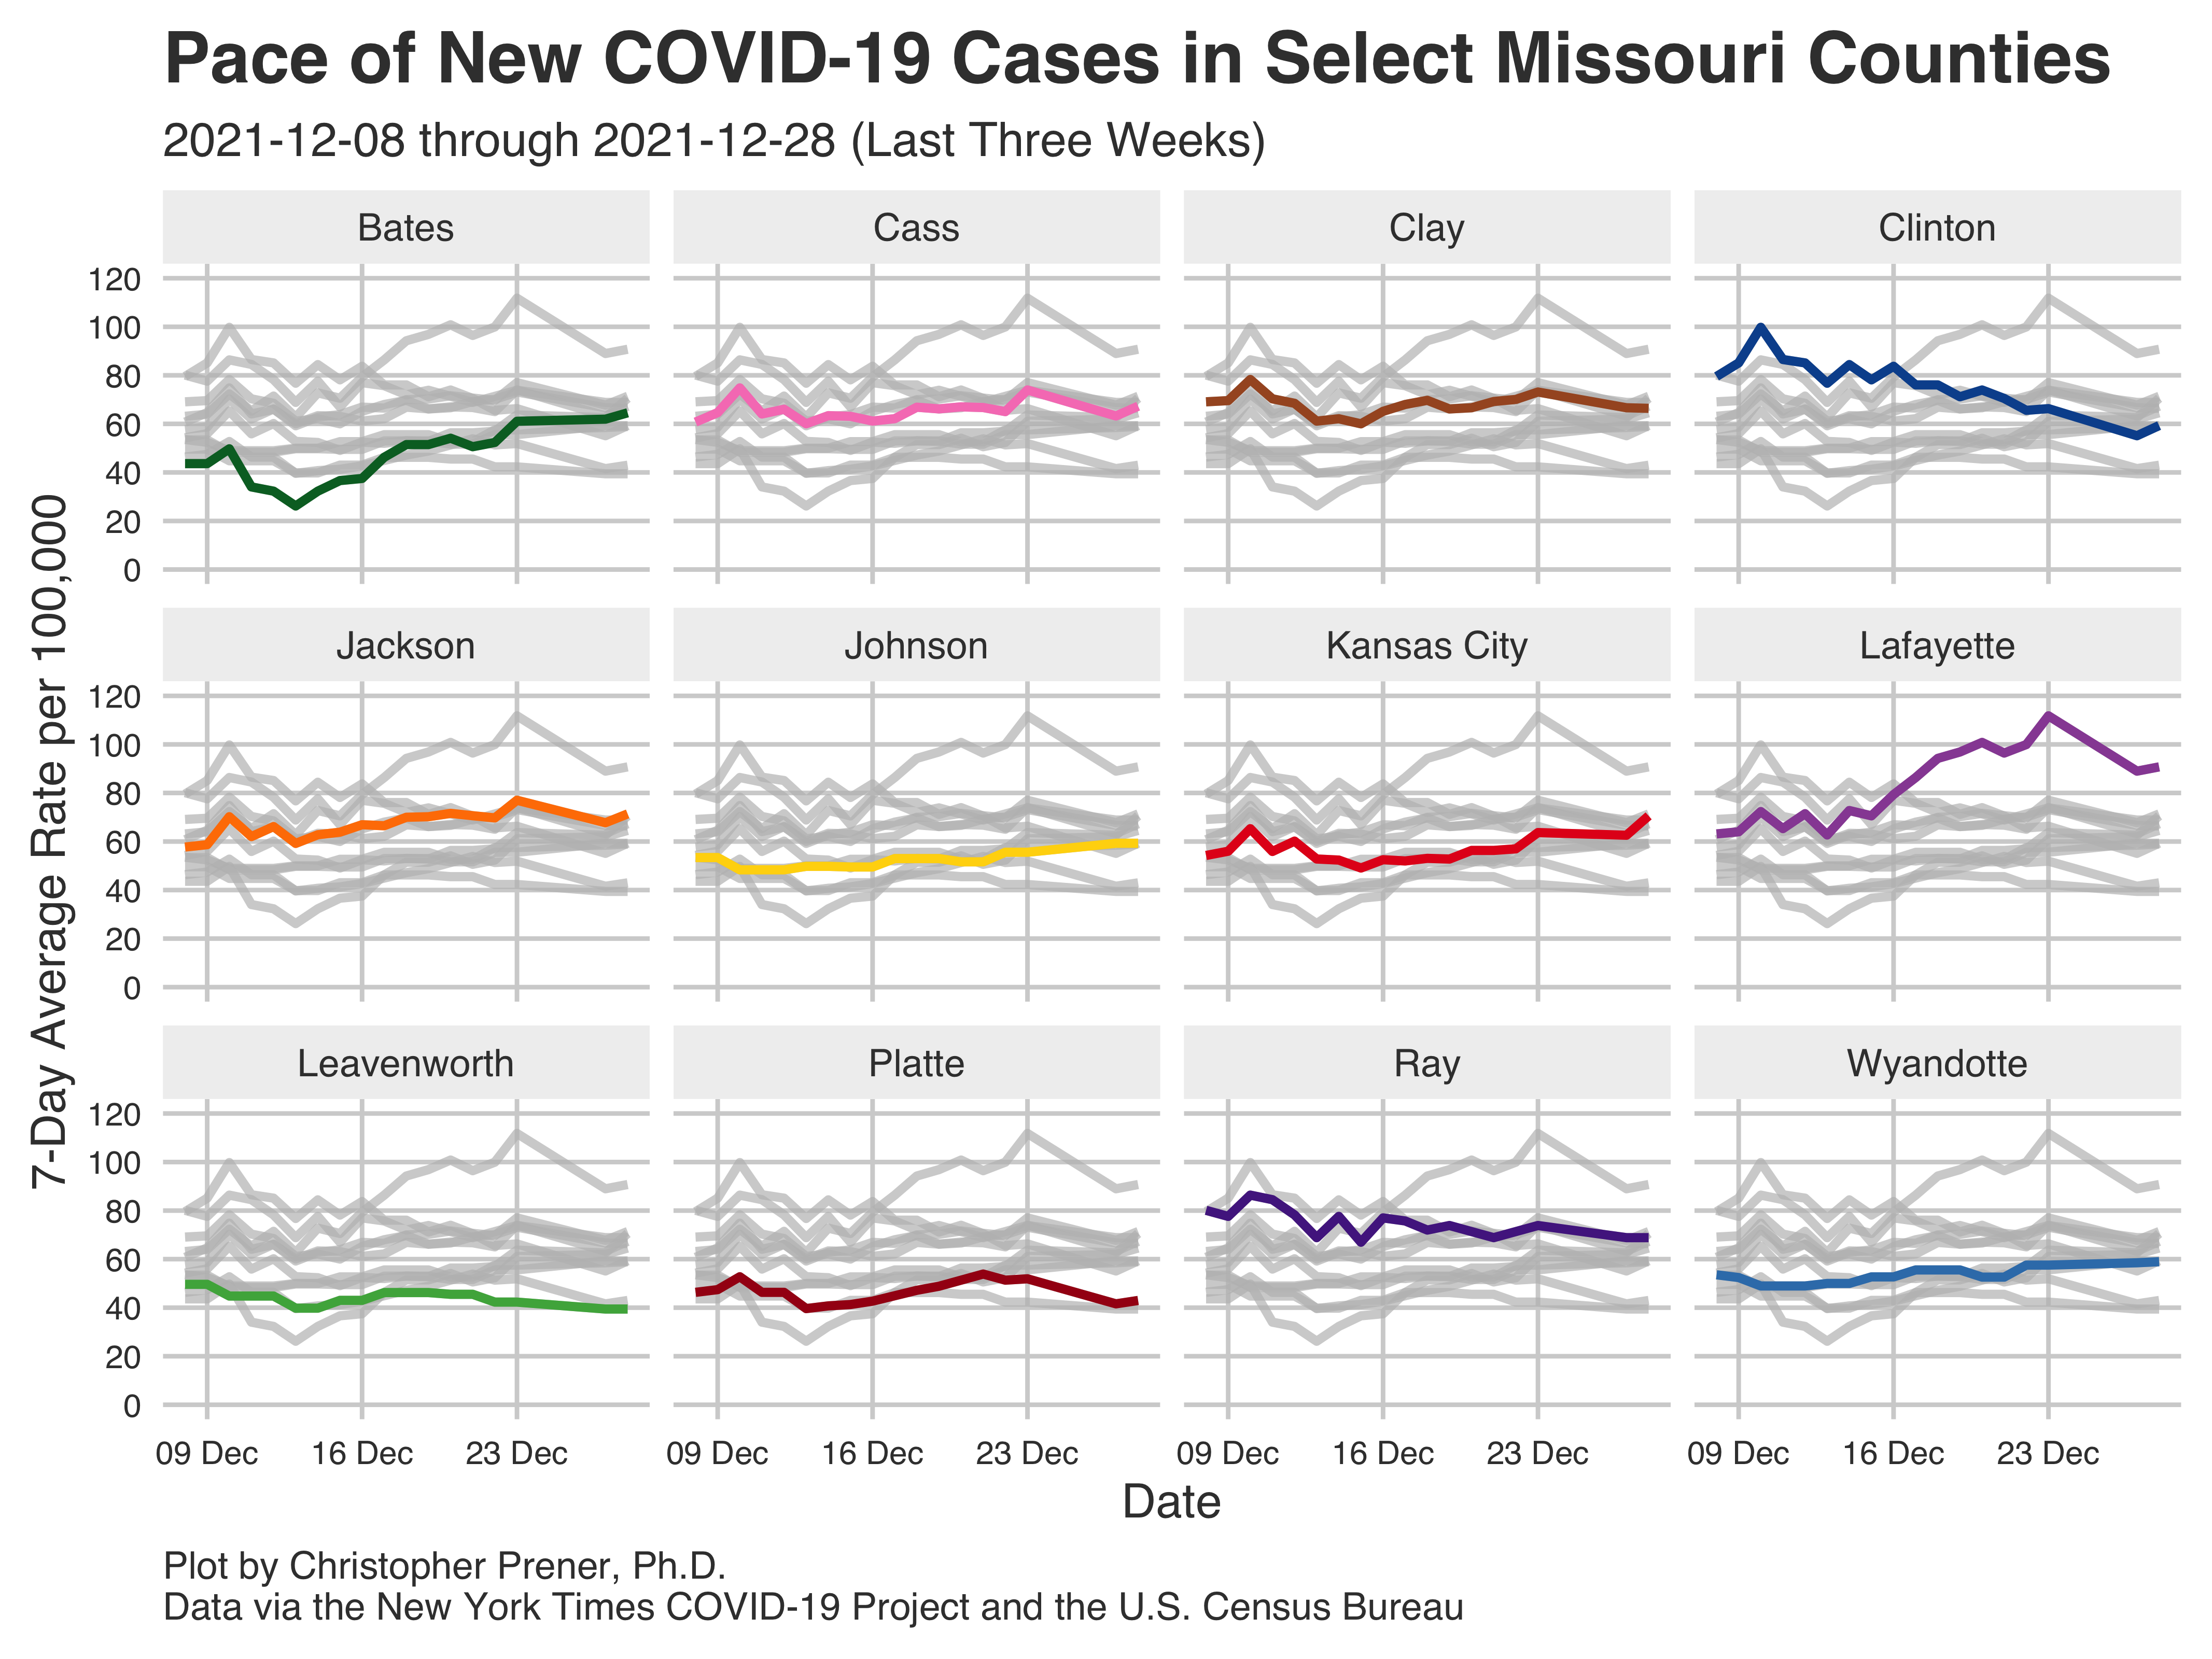 Pace of New COVID-19 Cases in Select Missouri Counties
2021-12-08 through 2021-12-28 (Last Three Weeks)
7-Day Average Rate per 100,000
Bates
Cass
Clay
Clinton
120
100
80
60
40
20
0
Jackson
Johnson
Kansas City
Lafayette
120
100
80
60
40
20
0
Leavenworth
Platte
Ray
Wyandotte
120
100
80
60
40
20
0
09 Dec 16 Dec 23 Dec 09 Dec 16 Dec 23 Dec 09 Dec 16 Dec 23 Dec 09 Dec 16 Dec 23 Dec
Date
Plot by Christopher Prener, Ph.D.
Data via the New York Times COVID-19 Project and the U.S. Census Bureau